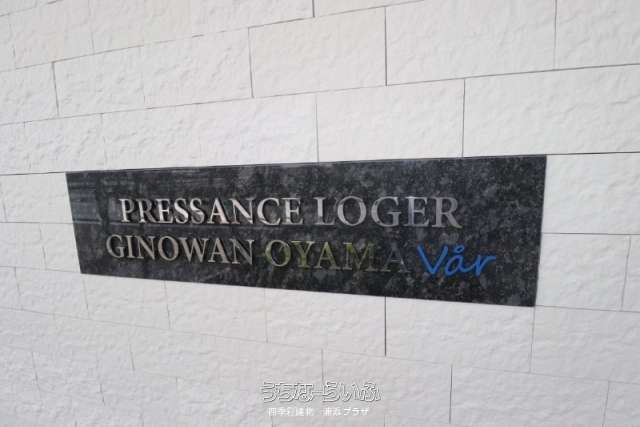 PRESSANCE LOGER
GINOWAN OYAMA Vår
うちなーらいふ